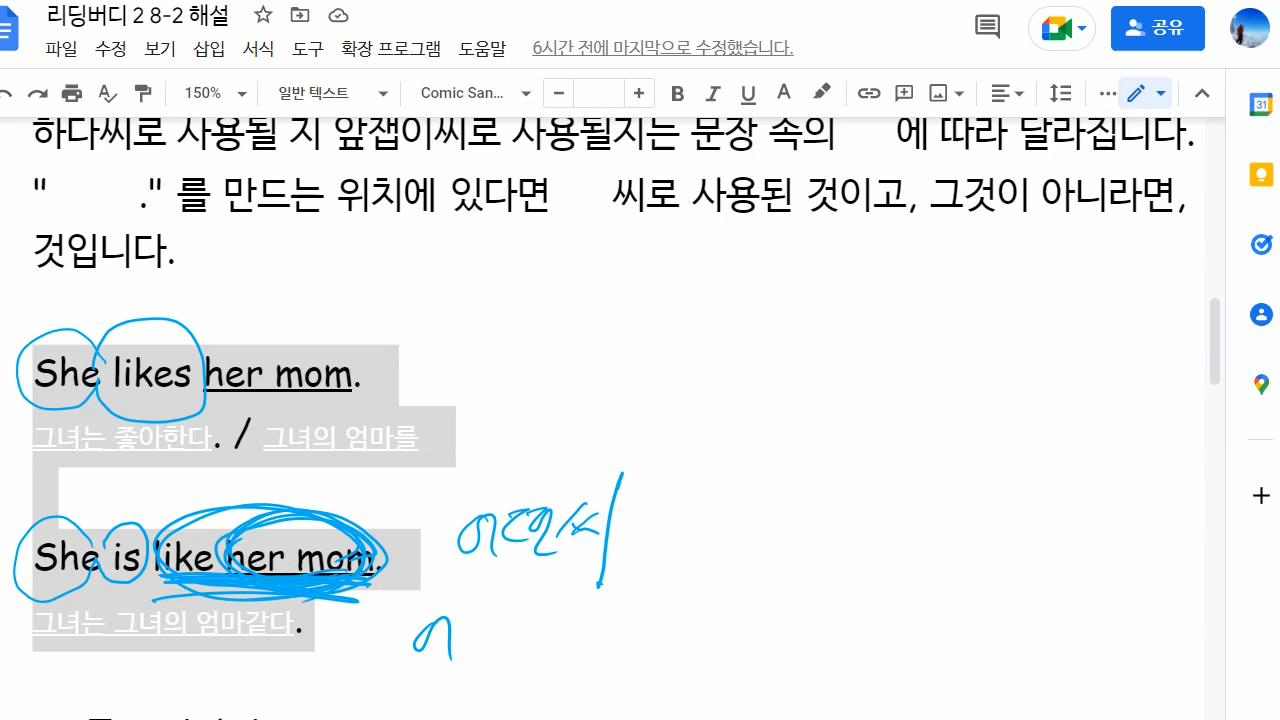 리딩버디 2 8-2 해설
파일 수정 보기 삽입 서식 도구 확장 프로그램 도움말 6시간 전에 마지막으로 수정했습니다.
공유
150% 일반 텍스트 Comic San...
31
하다씨로 사용될 지 앞잽이씨로 사용될지는 문장 속의 에 따라 달라집니다.
" ." 를 만드는 위치에 있다면 씨로 사용된 것이고, 그것이 아니라면,
것입니다.
She likes her mom.
그녀는 좋아한다. / 그녀의 엄마를
She is like her mom.
어떤씨
그녀는 그녀의 엄마같다.
어